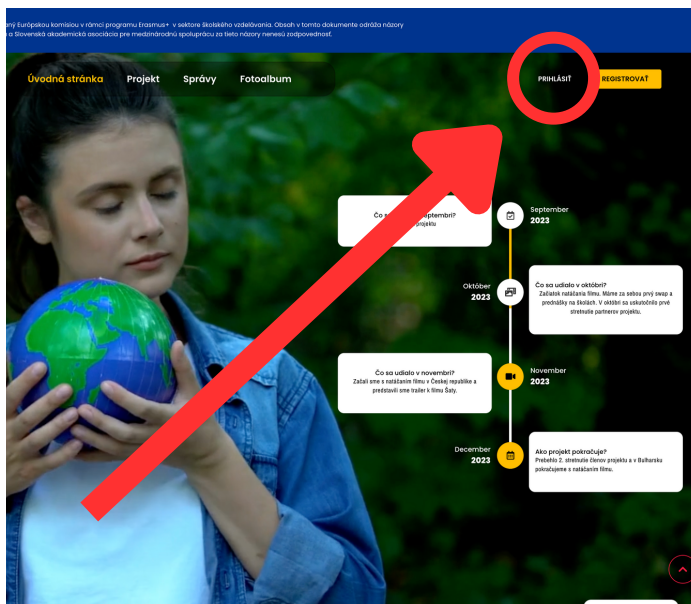 aný Európskou komisiou v rámci programu Erasmus+ v sektore školského vzdelávania. Obsah v tomto dokumente odráža názory
a Slovenská akademická asociácia pre medzinárodnú spoluprácu za tieto názory nenesú zodpovednosť.
Úvodná stránka Projekt Správy Fotoalbum PRIHLÁSIŤ REGISTROVAŤ
September
2023
Čo eptembri?
projektu
Október
2023
Čo sa udialo v októbri?
Začiatok natáčania filmu. Máme za sebou prvý swap a
prednášky na školách. V októbri sa uskutočnilo prvé
stretnutie partnerov projektu.
Čo sa udialo v novembri?
Začali sme s natáčaním filmu v Českej republike a
predstavili sme trailer k filmu Šaty.
November
2023
December
2023
Ako projekt pokračuje?
Prebehlo 2. stretnutie členov projektu a v Bulharsku
pokračujeme s natáčaním filmu.